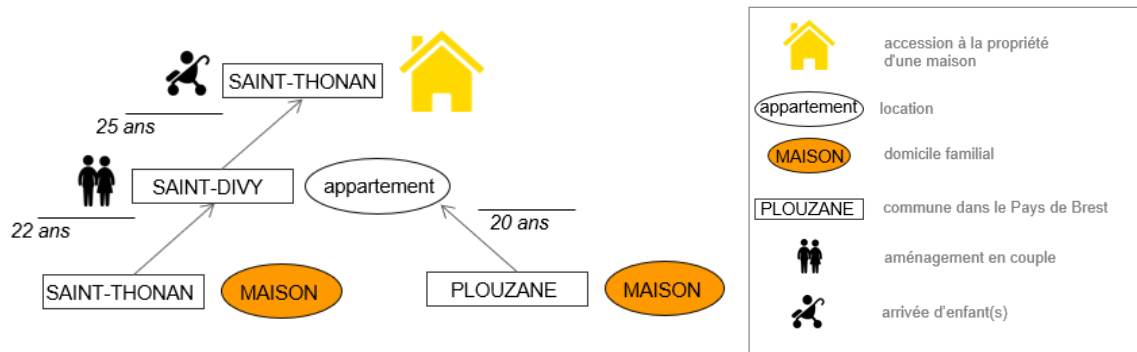 SAINT-THONAN
25 ans
SAINT-DIVY
appartement
22 ans
20 ans
SAINT-THONAN
MAISON
PLOUZANE
MAISON
accession à la propriété
d'une maison
appartement
location
MAISON
domicile familial
PLOUZANE
commune dans le Pays de Brest
aménagement en couple
arrivée d'enfant(s)